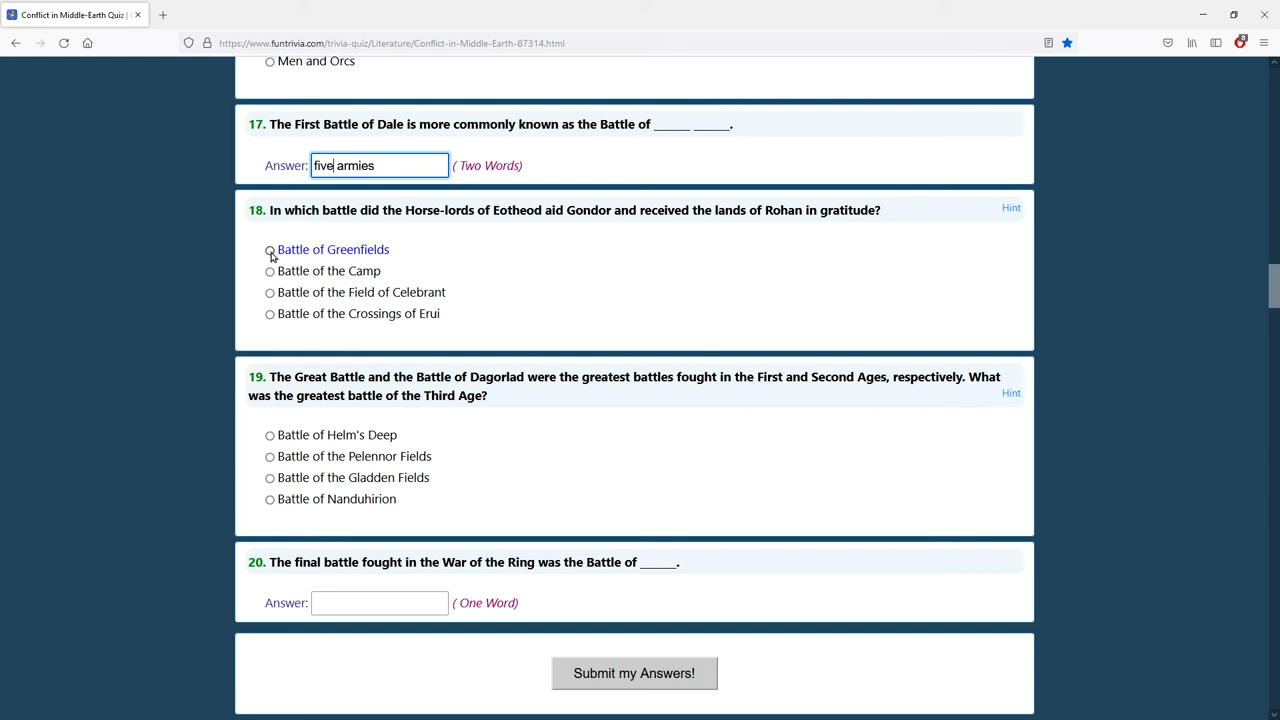 Conflict in Middle-Earth Quiz |
https://www.funtrivia.com/trivia-quiz/Literature/Conflict-in-Middle-Earth-87314.html
Men and Orcs
17. The First Battle of Dale is more commonly known as the Battle of ______ ______.
Answer: five armies ( Two Words)
18. In which battle did the Horse-lords of Eotheod aid Gondor and received the lands of Rohan in gratitude? Hint
Battle of Greenfields
Battle of the Camp
Battle of the Field of Celebrant
Battle of the Crossings of Erui
19. The Great Battle and the Battle of Dagorlad were the greatest battles fought in the First and Second Ages, respectively. What
was the greatest battle of the Third Age? Hint
Battle of Helm's Deep
Battle of the Pelennor Fields
Battle of the Gladden Fields
Battle of Nanduhirion
20. The final battle fought in the War of the Ring was the Battle of ______.
Answer: ( One Word)
Submit my Answers!